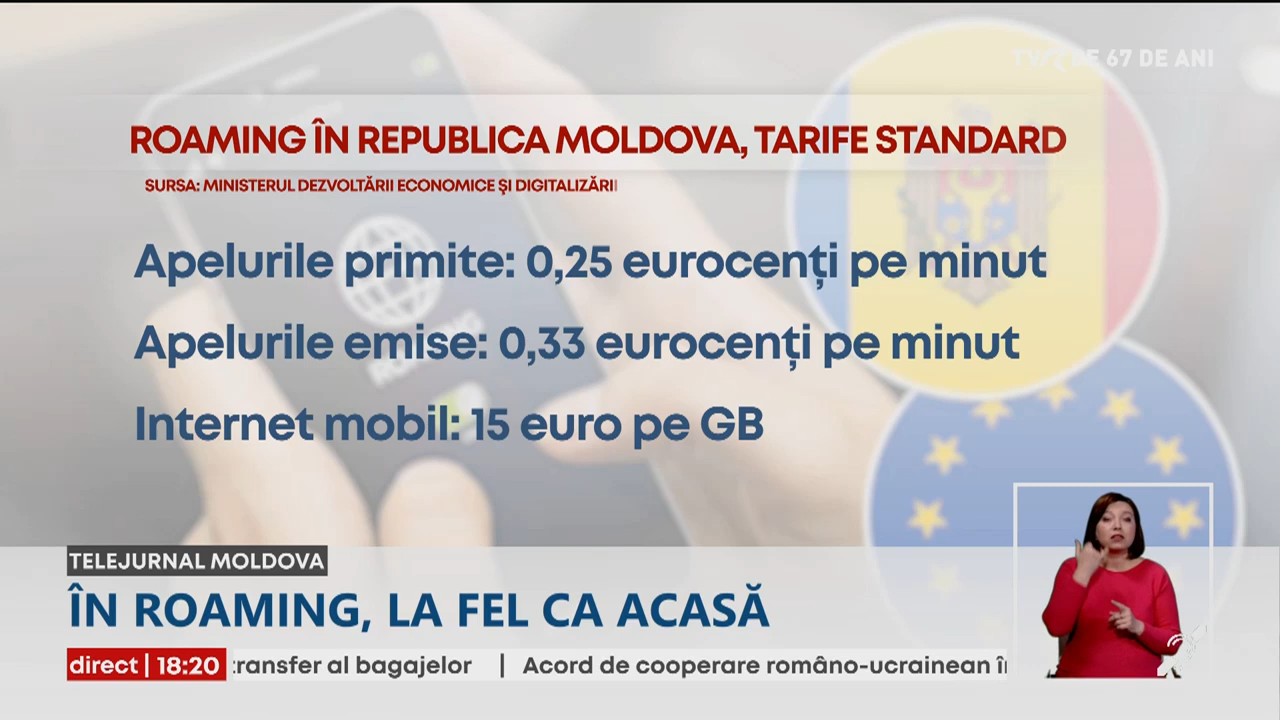 DE 67 DE ANI
ROAMING ÎN REPUBLICA MOLDOVA, TARIFE STANDARD
SURSA: MINISTERUL DEZVOLTĂRII ECONOMICE ŞI DIGITALIZĂRII
Apelurile primite: 0,25 eurocenți pe minut
Apelurile emise: 0,33 eurocenți pe minut
Internet mobil: 15 euro pe GB
TELEJURNAL MOLDOVA
ÎN ROAMING, LA FEL CA ACASĂ
direct | 18:20 transfer al bagajelor | Acord de cooperare româno-ucrainean în